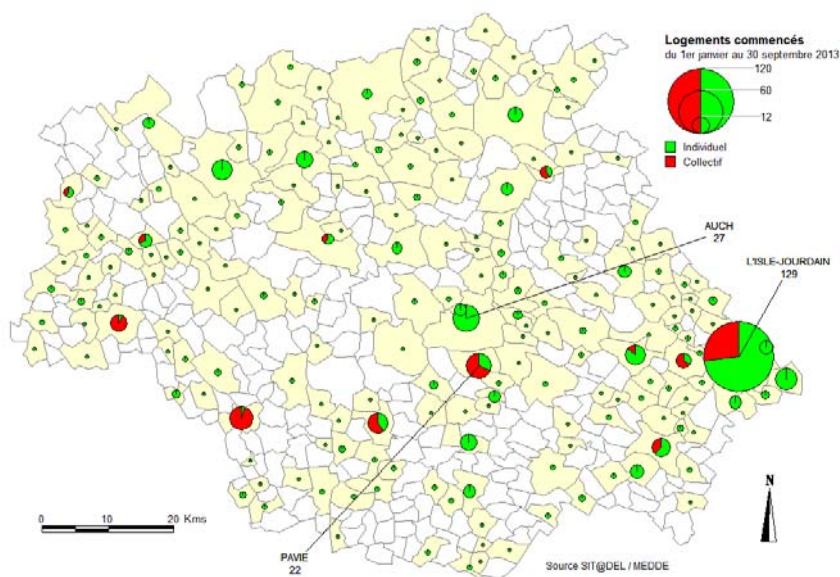 Logements commencés
du 1er janvier au 30 septembre 2013
120
60
12
Individuel
Collectif
AUCH
27
L'ISLE-JOURDAIN
129
N
0 10 20 Kms
PAVIE
22
Source SIT@DEL / MEDDE